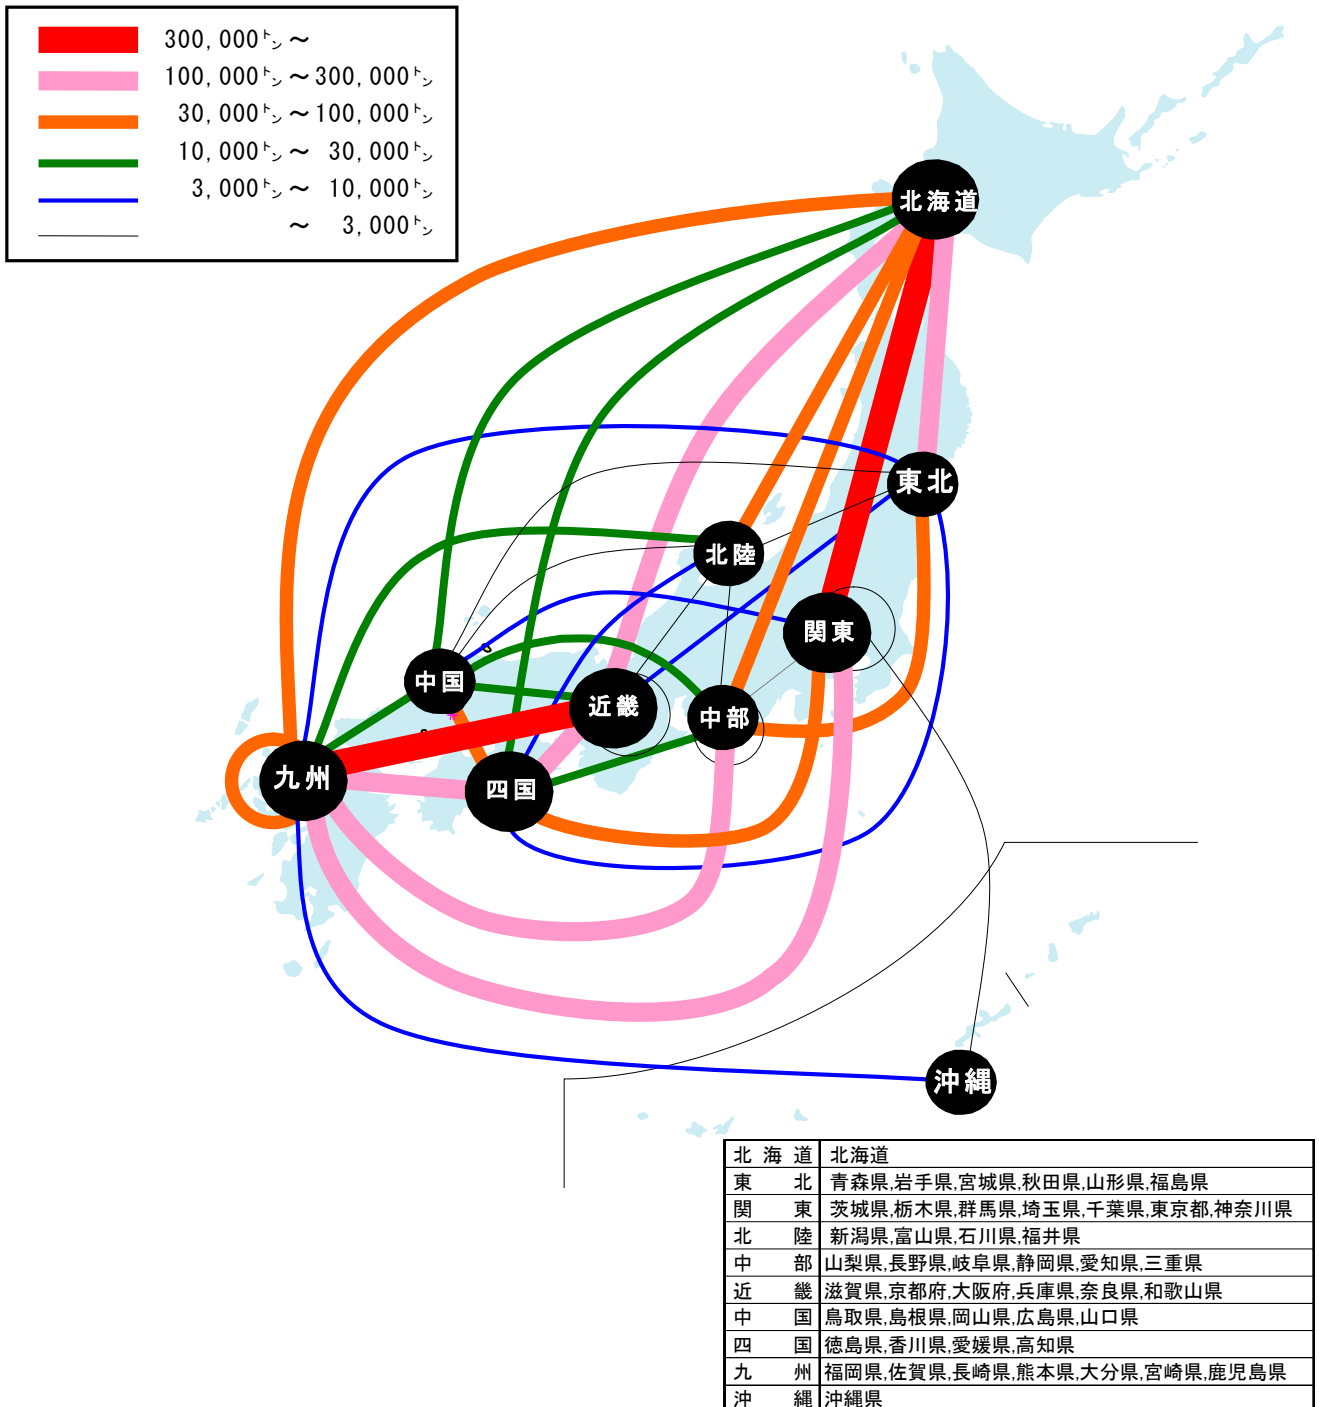 300,000㌧～
100,000㌧～300,000㌧
30,000㌧～100,000㌧
10,000㌧～ 30,000㌧
3,000㌧～ 10,000㌧
～ 3,000㌧
北海道
東北
北陸
関東
中国
近畿
中部
九州
四国
沖縄
北海道 北海道
東北 青森県,岩手県,宮城県,秋田県,山形県,福島県
関東 茨城県,栃木県,群馬県,埼玉県,千葉県,東京都,神奈川県
北陸 新潟県,富山県,石川県,福井県
中部 山梨県,長野県,岐阜県,静岡県,愛知県,三重県
近畿 滋賀県,京都府,大阪府,兵庫県,奈良県,和歌山県
中国 鳥取県,島根県,岡山県,広島県,山口県
四国 徳島県,香川県,愛媛県,高知県
九州 福岡県,佐賀県,長崎県,熊本県,大分県,宮崎県,鹿児島県
沖縄 沖縄県